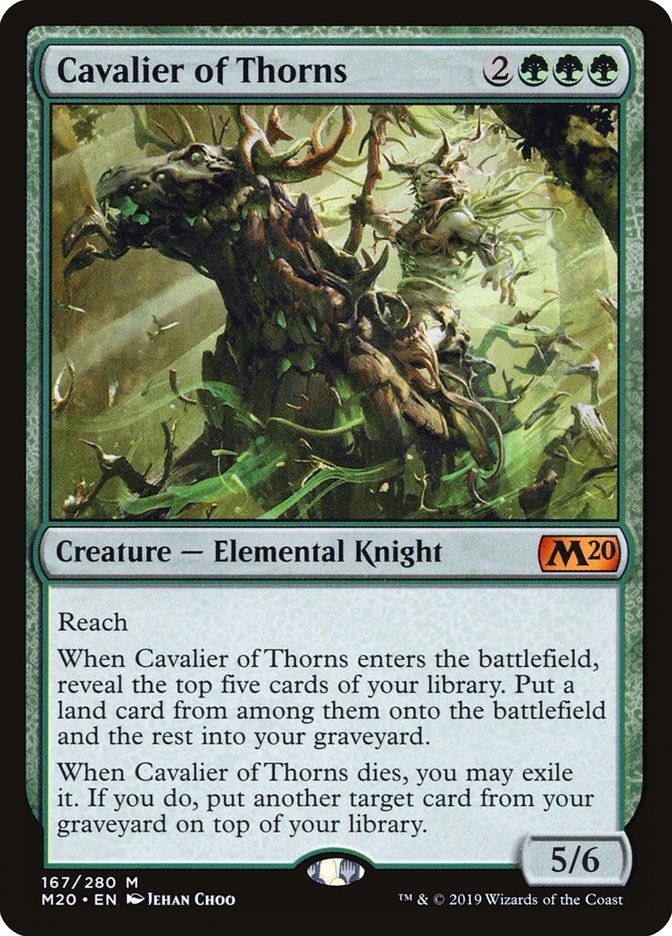 Cavalier of Thorns 2
Creature — Elemental Knight M20
Reach
When Cavalier of Thorns enters the battlefield,
reveal the top five cards of your library. Put a
land card from among them onto the battlefield
and the rest into your graveyard.
When Cavalier of Thorns dies, you may exile
it. If you do, put another target card from your
graveyard on top of your library.
5/6
167/280 M
M20 • EN Jehan Choo ™ & © 2019 Wizards of the Coast